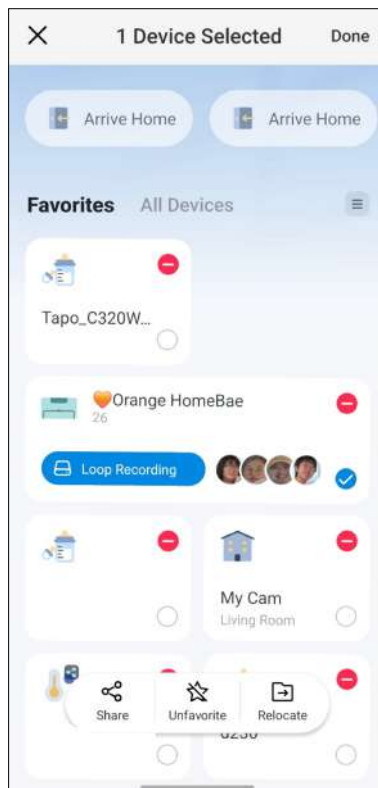 1 Device Selected
Done
Arrive Home
Arrive Home
Favorites
All Devices
Tapo_C320W...
🧡Orange HomeBae
26
Loop Recording
My Cam
Living Room
Share
Unfavorite
Relocate